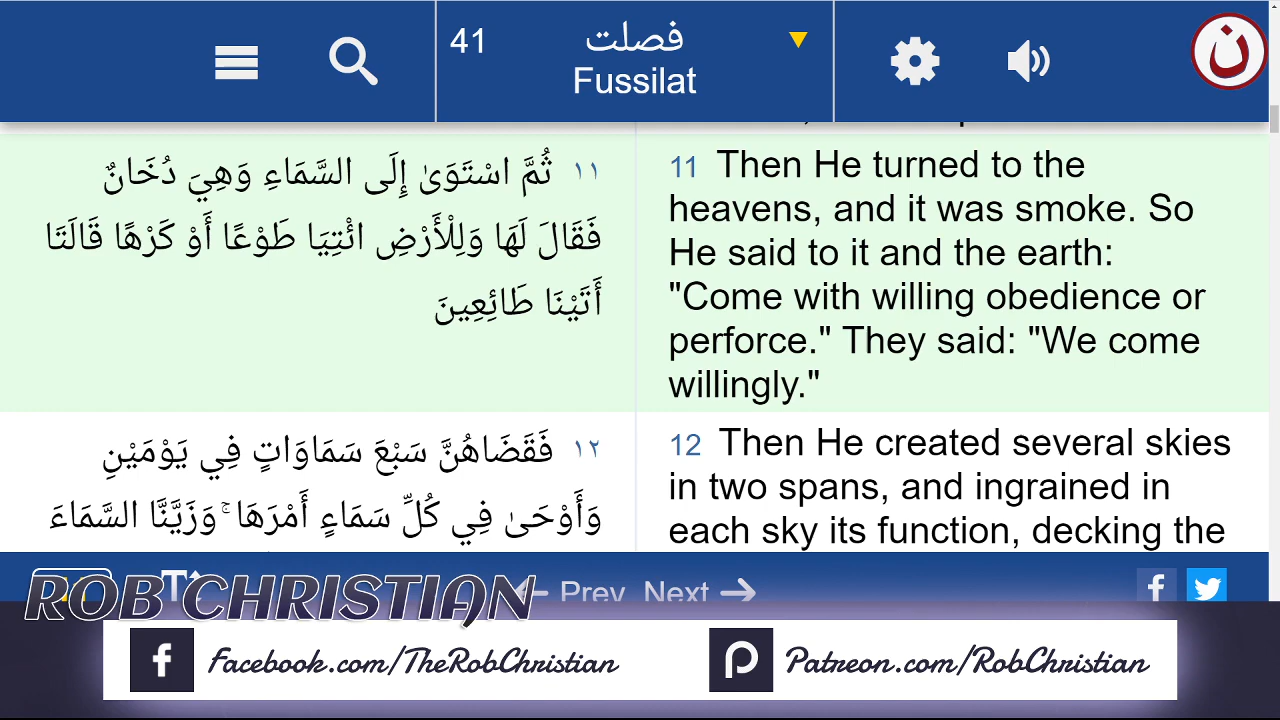 41
فصلت
Fussilat
ن
١١ ثُمَّ اسْتَوَىٰ إِلَى السَّمَاءِ وَهِيَ دُخَانٌ
فَقَالَ لَهَا وَلِلْأَرْضِ ائْتِيَا طَوْعًا أَوْ كَرْهًا قَالَتَا
أَتَيْنَا طَائِعِينَ
11 Then He turned to the
heavens, and it was smoke. So
He said to it and the earth:
"Come with willing obedience or
perforce." They said: "We come
willingly."
١٢ فَقَضَاهُنَّ سَبْعَ سَمَاوَاتٍ فِي يَوْمَيْنِ
وَأَوْحَىٰ فِي كُلِّ سَمَاءٍ أَمْرَهَا ۚ وَزَيَّنَّا السَّمَاءَ
12 Then He created several skies
in two spans, and ingrained in
each sky its function, decking the
Prev Next
ROB CHRISTIAN
Facebook.com/TheRobChristian
Patreon.com/RobChristian